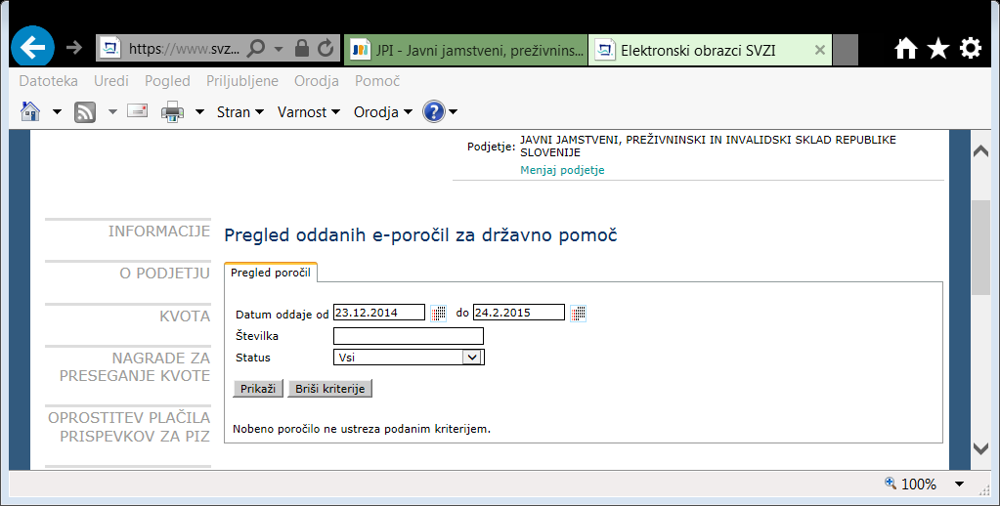 https://www.svz...
JPI - Javni jamstveni, preživnins...
Elektronski obrazci SVZI
Datoteka Uredi Pogled Priljubljene Orodja Pomoč
Stran Varnost Orodja
Podjetje: JAVNI JAMSTVENI, PREŽIVNINSKI IN INVALIDSKI SKLAD REPUBLIKE
SLOVENIJE
Menjaj podjetje
INFORMACIJE
O PODJETJU
KVOTA
NAGRADE ZA
PRESEGANJE KVOTE
OPROSTITEV PLAČILA
PRISPEVKOV ZA PIZ
Pregled oddanih e-poročil za državno pomoč
Pregled poročil
Datum oddaje od 23.12.2014 do 24.2.2015
Številka
Status Vsi
Prikaži Briši kriterije
Nobeno poročilo ne ustreza podanim kriterijem.
100%